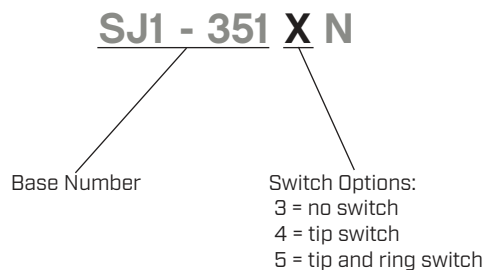 SJ1 - 351 X N
Base Number
Switch Options:
3 = no switch
4 = tip switch
5 = tip and ring switch